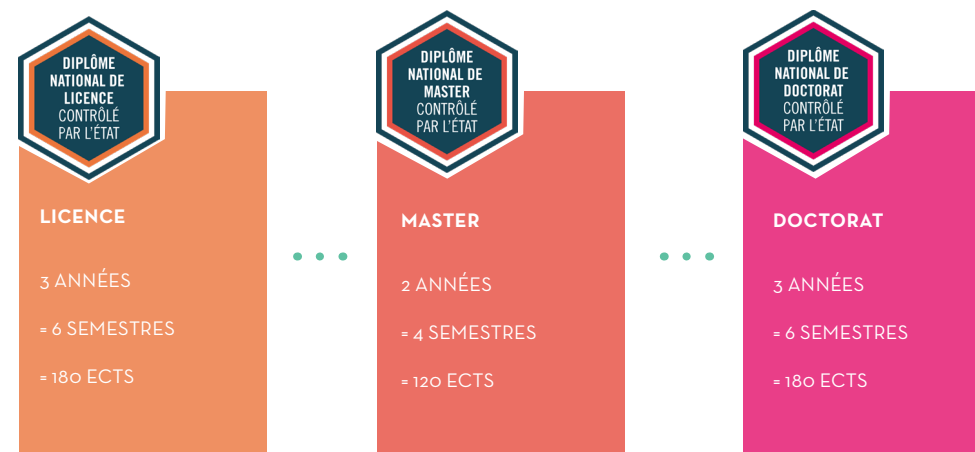 DIPLÔME
NATIONAL DE
LICENCE
CONTRÔLÉ
PAR L'ÉTAT
LICENCE
3 ANNÉES
= 6 SEMESTRES
= 180 ECTS
DIPLÔME
NATIONAL DE
MASTER
CONTRÔLÉ
PAR L'ÉTAT
MASTER
2 ANNÉES
= 4 SEMESTRES
= 120 ECTS
DIPLÔME
NATIONAL DE
DOCTORAT
CONTRÔLÉ
PAR L'ÉTAT
DOCTORAT
3 ANNÉES
= 6 SEMESTRES
= 180 ECTS